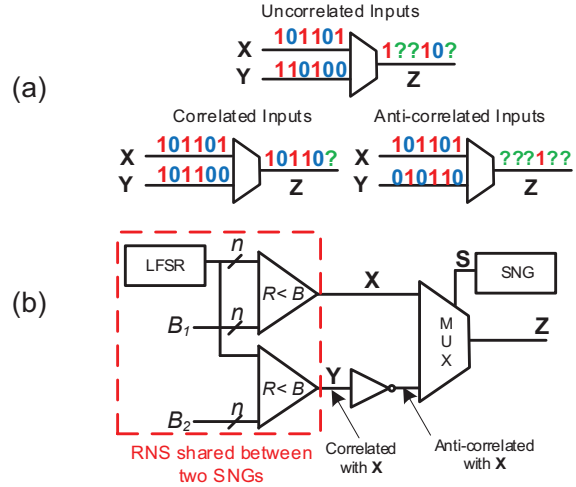 Uncorrelated Inputs
X 101101 1??10?
Y 110100 Z
(a)
Correlated Inputs Anti-correlated Inputs
X 101101 10110? X 101101 ???1??
Y 101100 Z Y 010110 Z
(b)
LFSR n R< B X S SNG
B1 n MUX Z
R< B Y
B2 n
RNS shared between
two SNGs
Correlated
with X
Anti-correlated
with X